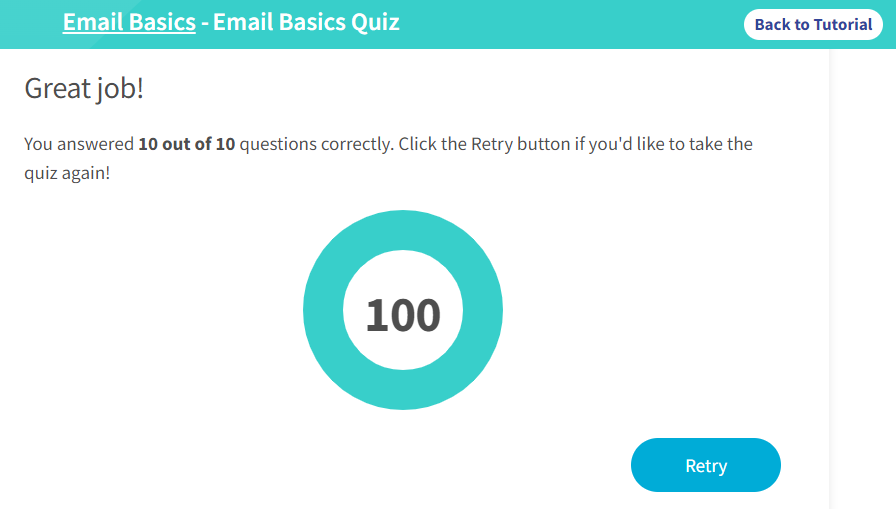 Email Basics - Email Basics Quiz
Back to Tutorial
Great job!
You answered 10 out of 10 questions correctly. Click the Retry button if you'd like to take the
quiz again!
100
Retry